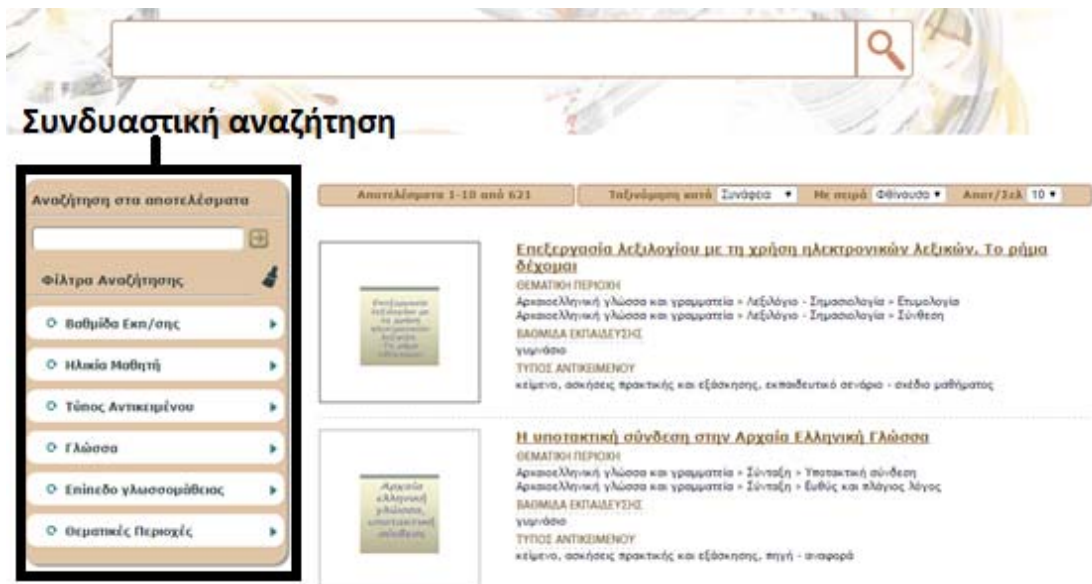 Συνδυαστική αναζήτηση
Αναζήτηση στα αποτελέσματα
Φίλτρα Αναζήτησης
Βαθμίδα Εκπ/σης
Ηλικία Μαθητή
Τύπος Αντικειμένου
Γλώσσα
Επίπεδο γλωσσομάθειας
Θεματικές Περιοχές
Αποτελέσματα 1-10 από 621
Ταξινόμηση κατά Συνάφεια Με σειρά Φθίνουσα Αποτ/Σελ 10
Επεξεργασία λεξιλογίου με τη χρήση ηλεκτρονικών λεξικών. Το ρήμα
δέχομαι
ΘΕΜΑΤΙΚΗ ΠΕΡΙΟΧΗ
Αρχαιοελληνική γλώσσα και γραμματεία » Λεξιλόγιο - Σημασιολογία » Ετυμολογία
Αρχαιοελληνική γλώσσα και γραμματεία » Λεξιλόγιο - Σημασιολογία » Σύνθεση
ΒΑΘΜΙΔΑ ΕΚΠΑΙΔΕΥΣΗΣ
γυμνάσιο
ΤΥΠΟΣ ΑΝΤΙΚΕΙΜΕΝΟΥ
κείμενο, ασκήσεις πρακτικής και εξάσκησης, εκπαιδευτικό σενάριο - σχέδιο μαθήματος
Αρχαία
ελληνική
γλώσσα,
υποτακτική
σύνδεση
Η υποτακτική σύνδεση στην Αρχαία Ελληνική Γλώσσα
ΘΕΜΑΤΙΚΗ ΠΕΡΙΟΧΗ
Αρχαιοελληνική γλώσσα και γραμματεία » Σύνταξη » Υποτακτική σύνδεση
Αρχαιοελληνική γλώσσα και γραμματεία » Σύνταξη » Ευθύς και πλάγιος λόγος
ΒΑΘΜΙΔΑ ΕΚΠΑΙΔΕΥΣΗΣ
γυμνάσιο
ΤΥΠΟΣ ΑΝΤΙΚΕΙΜΕΝΟΥ
κείμενο, ασκήσεις πρακτικής και εξάσκησης, πηγή - αναφορά